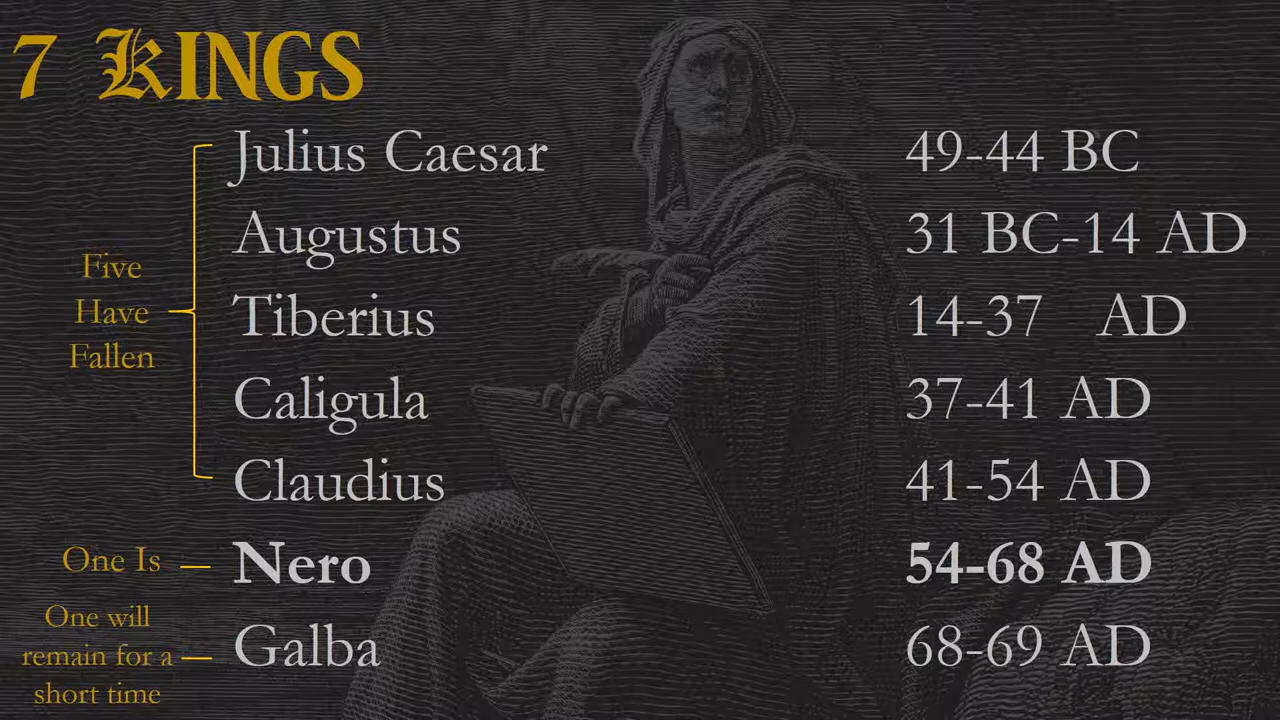 7 KINGS
Julius Caesar 49-44 BC
Augustus 31 BC-14 AD
Five
Have
Fallen
Tiberius 14-37 AD
Caligula 37-41 AD
Claudius 41-54 AD
One Is
Nero 54-68 AD
One will
remain for a
short time
Galba 68-69 AD